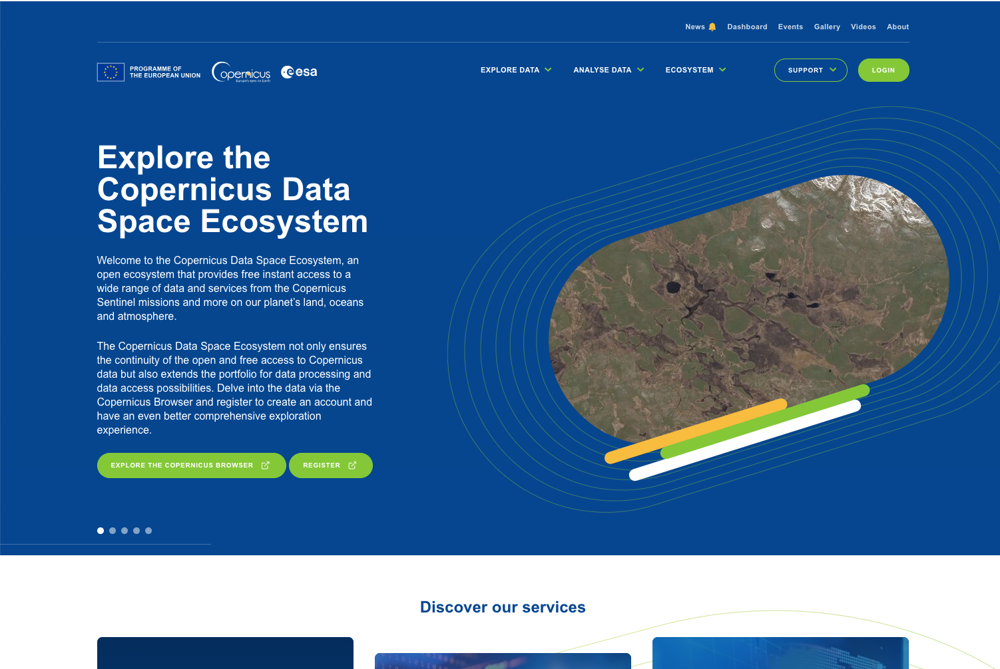 News Dashboard Events Gallery Videos About
PROGRAMME OF
THE EUROPEAN UNION
opernicus
Europe's eyes on Earth
esa
EXPLORE DATA ANALYSE DATA ECOSYSTEM SUPPORT LOGIN
Explore the
Copernicus Data
Space Ecosystem
Welcome to the Copernicus Data Space Ecosystem, an
open ecosystem that provides free instant access to a
wide range of data and services from the Copernicus
Sentinel missions and more on our planet’s land, oceans
and atmosphere.
The Copernicus Data Space Ecosystem not only ensures
the continuity of the open and free access to Copernicus
data but also extends the portfolio for data processing and
data access possibilities. Delve into the data via the
Copernicus Browser and register to create an account and
have an even better comprehensive exploration
experience.
EXPLORE THE COPERNICUS BROWSER REGISTER
Discover our services